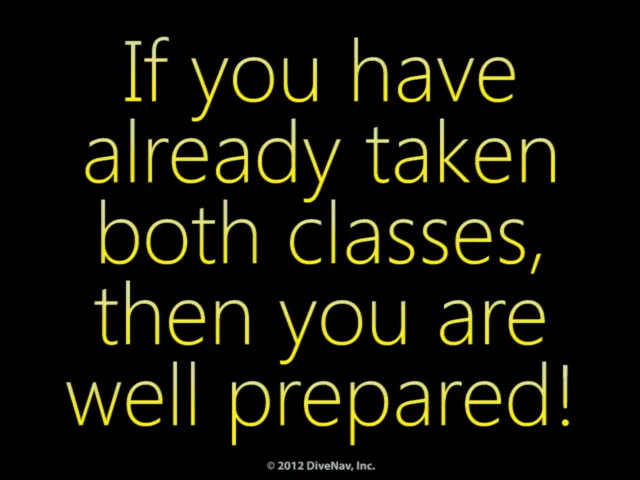 If you have
already taken
both classes,
then you are
well prepared!
© 2012 DiveNav, Inc.